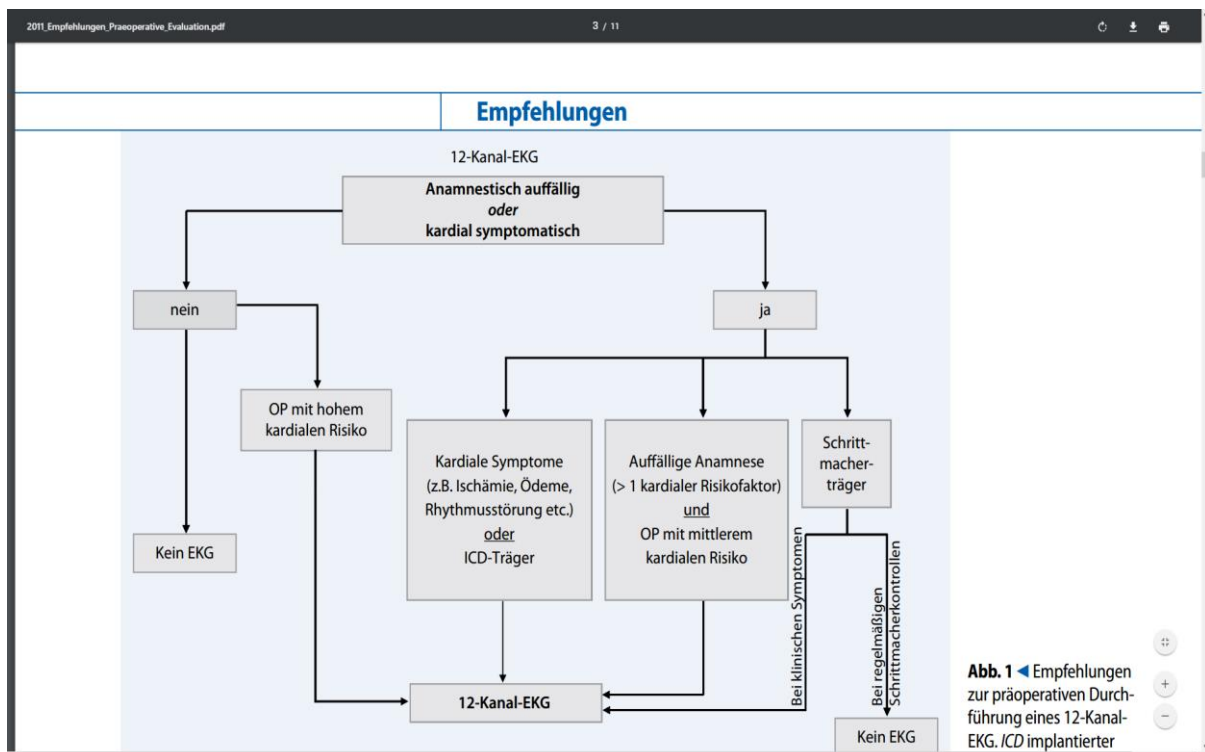 2011_Empfehlungen_Praeoperative_Evaluation.pdf
3 / 11
Empfehlungen
12-Kanal-EKG
Anamnestisch auffällig
oder
kardial symptomatisch
nein
ja
OP mit hohem
kardialen Risiko
Kardiale Symptome
(z.B. Ischämie, Ödeme,
Rhythmusstörung etc.)
oder
ICD-Träger
Auffällige Anamnese
(> 1 kardialer Risikofaktor)
und
OP mit mittlerem
kardialen Risiko
Schritt-
macher-
träger
Kein EKG
Bei klinischen Symptomen
Bei regelmäßigen
Schrittmacherkontrollen
12-Kanal-EKG
Kein EKG
Abb. 1 ◄ Empfehlungen
zur präoperativen Durch-
führung eines 12-Kanal-
EKG. ICD implantierter